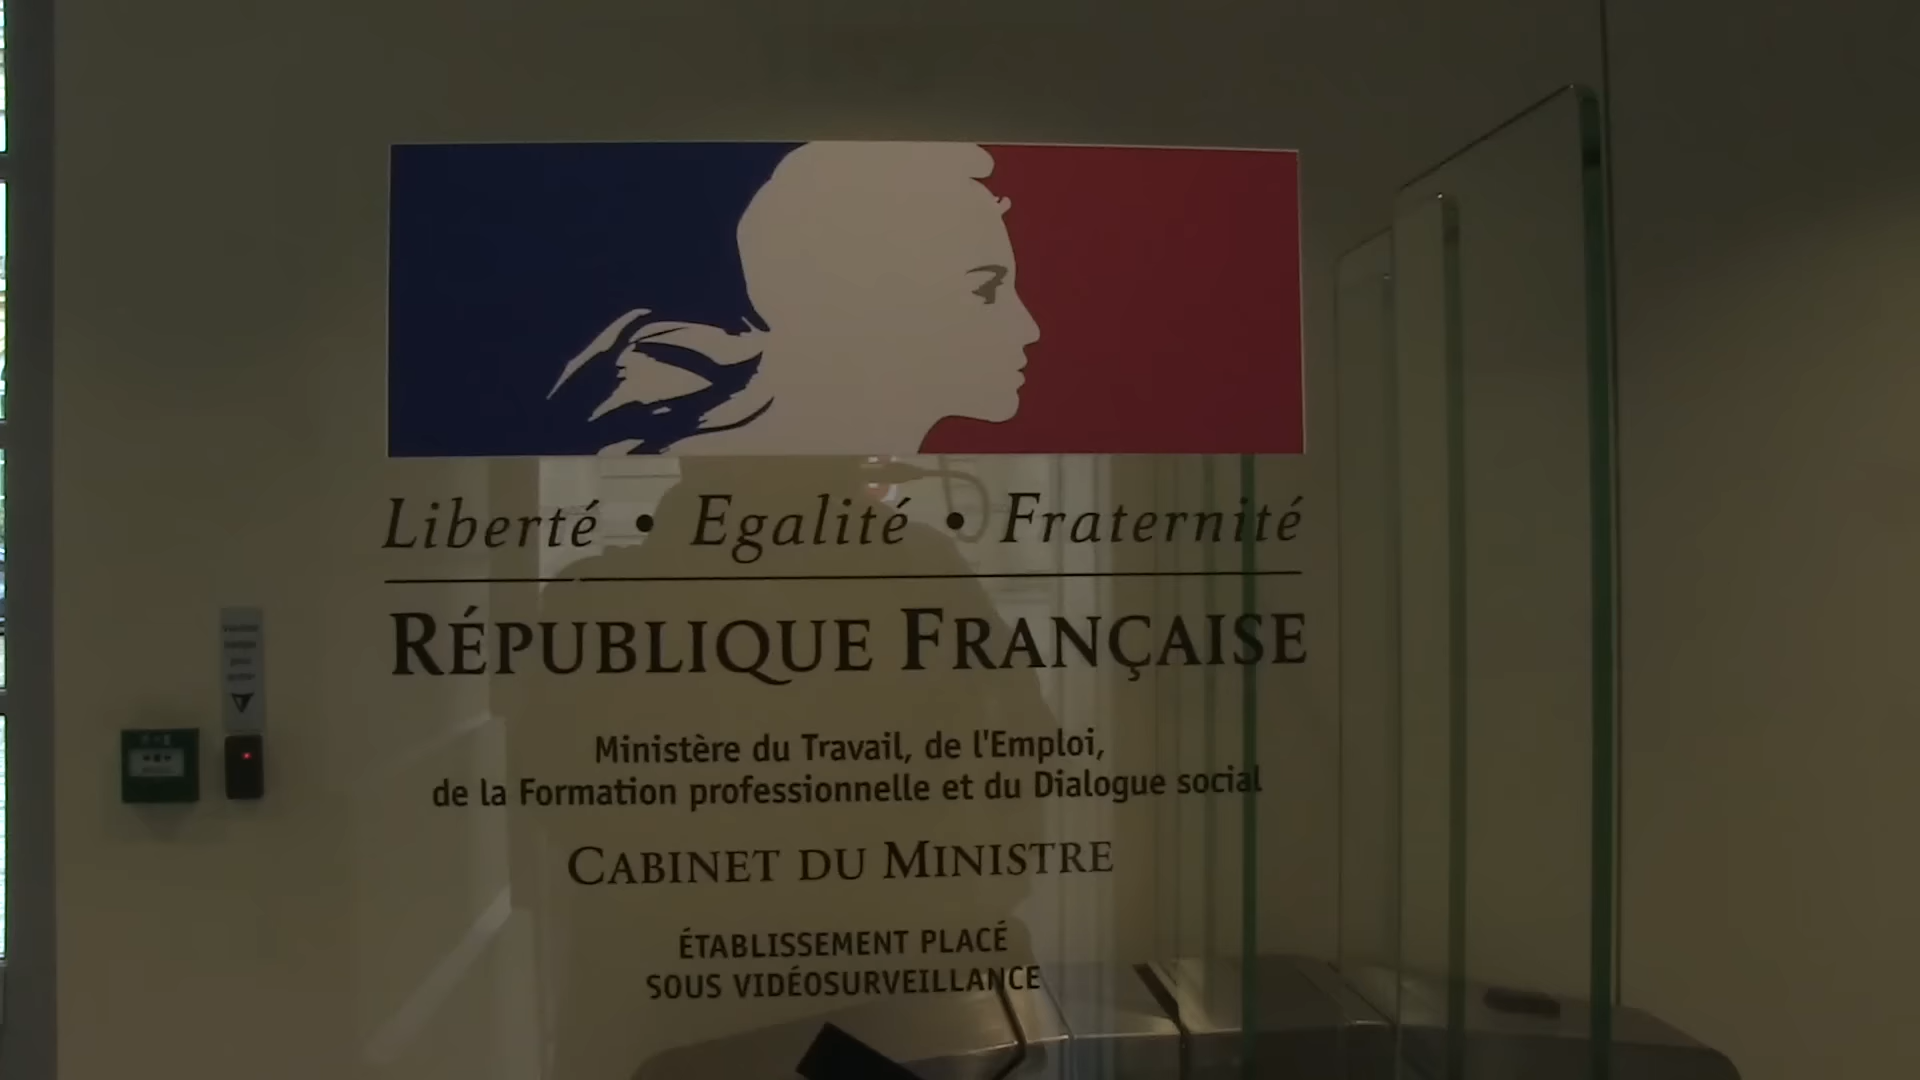 Liberté • Egalité • Fraternité
RÉPUBLIQUE FRANÇAISE
Ministère du Travail, de l'Emploi,
de la Formation professionnelle et du Dialogue social
CABINET DU MINISTRE
ÉTABLISSEMENT PLACÉ
SOUS VIDÉOSURVEILLANCE